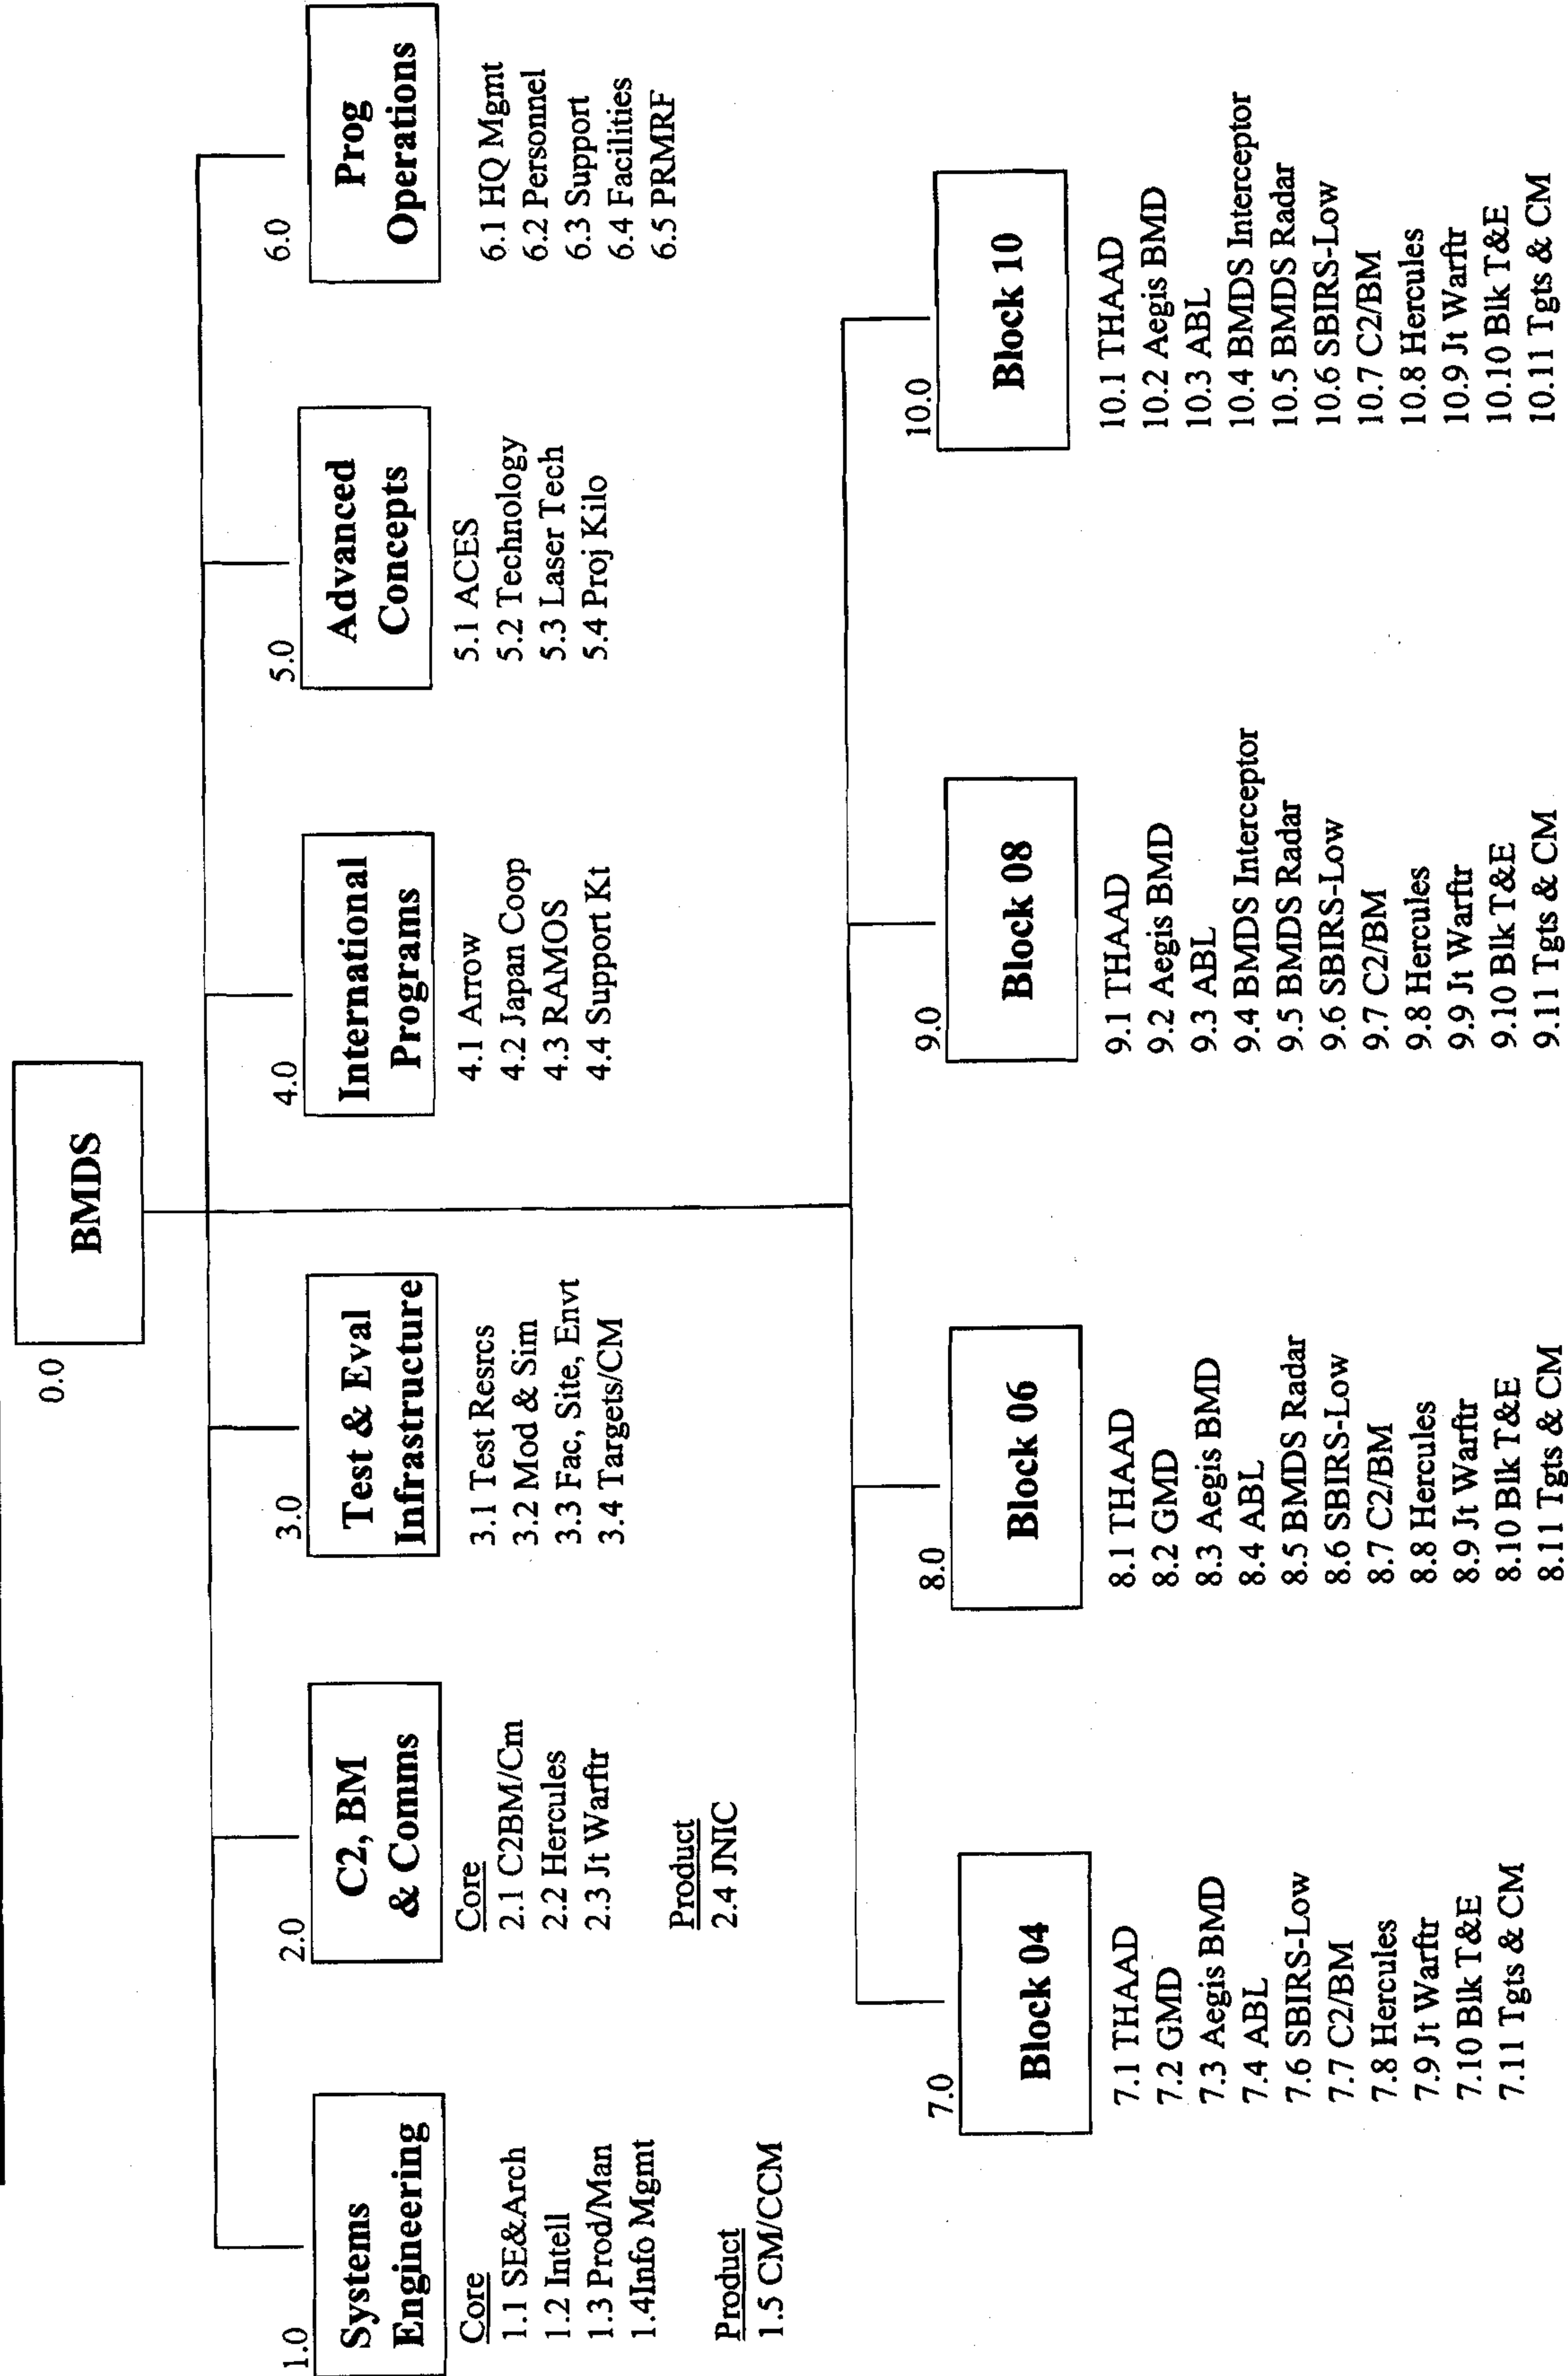 0.0
BMDS
1.0
Systems
Engineering
Core
1.1 SE&Arch
1.2 Intell
1.3 Prod/Man
1.4Info Mgmt
Product
1.5 CM/CCM
2.0
C2, BM
& Comms
Core
2.1 C2BM/Cm
2.2 Hercules
2.3 Jt Warftr
Product
2.4 JNIC
3.0
Test & Eval
Infrastructure
3.1 Test Resrcs
3.2 Mod & Sim
3.3 Fac, Site, Envt
3.4 Targets/CM
4.0
International
Programs
4.1 Arrow
4.2 Japan Coop
4.3 RAMOS
4.4 Support Kt
5.0
Advanced
Concepts
5.1 ACES
5.2 Technology
5.3 Laser Tech
5.4 Proj Kilo
6.0
Prog
Operations
6.1 HQ Mgmt
6.2 Personnel
6.3 Support
6.4 Facilities
6.5 PRMRF
7.0
Block 04
7.1 THAAD
7.2 GMD
7.3 Aegis BMD
7.4 ABL
7.6 SBIRS-Low
7.7 C2/BM
7.8 Hercules
7.9 Jt Warftr
7.10 Blk T&E
7.11 Tgts & CM
8.0
Block 06
8.1 THAAD
8.2 GMD
8.3 Aegis BMD
8.4 ABL
8.5 BMDS Radar
8.6 SBIRS-Low
8.7 C2/BM
8.8 Hercules
8.9 Jt Warftr
8.10 Blk T&E
8.11 Tgts & CM
9.0
Block 08
9.1 THAAD
9.2 Aegis BMD
9.3 ABL
9.4 BMDS Interceptor
9.5 BMDS Radar
9.6 SBIRS-Low
9.7 C2/BM
9.8 Hercules
9.9 Jt Warftr
9.10 Blk T&E
9.11 Tgts & CM
10.0
Block 10
10.1 THAAD
10.2 Aegis BMD
10.3 ABL
10.4 BMDS Interceptor
10.5 BMDS Radar
10.6 SBIRS-Low
10.7 C2/BM
10.8 Hercules
10.9 Jt Warftr
10.10 Blk T&E
10.11 Tgts & CM